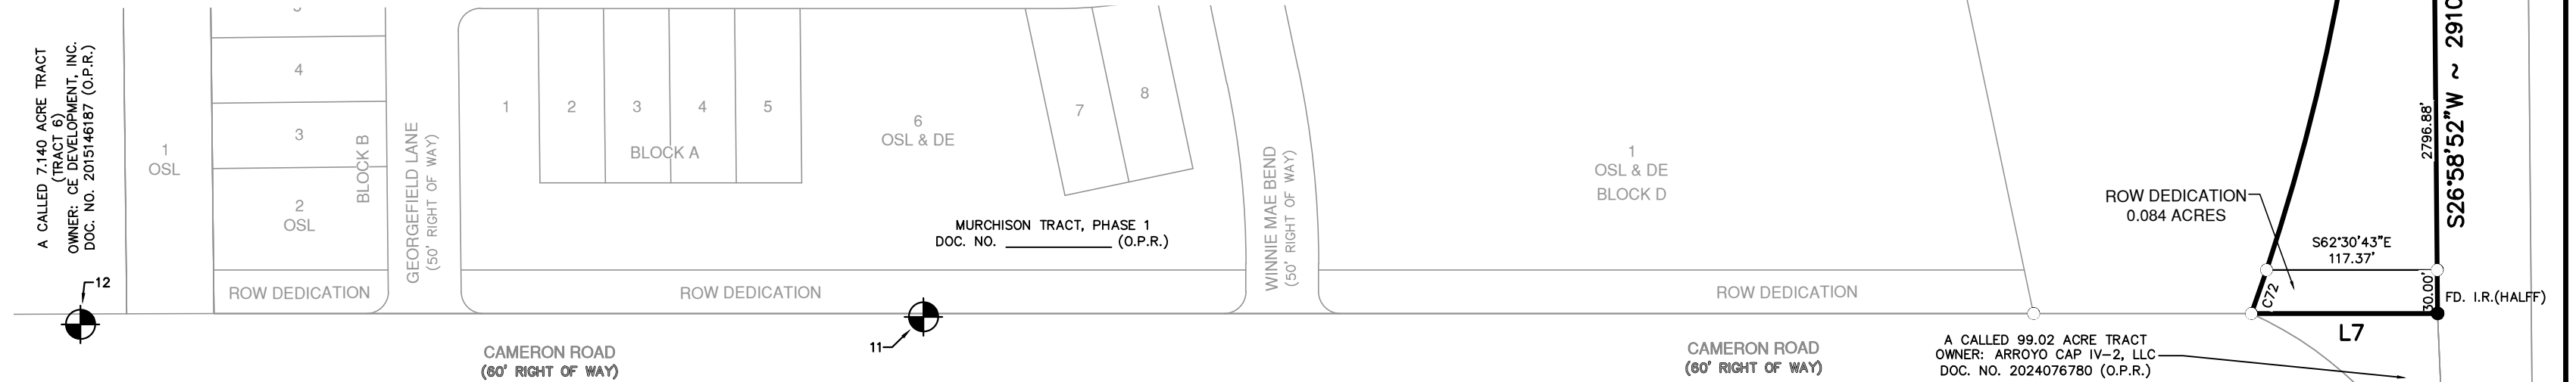 A CALLED 7.140 ACRE TRACT
(TRACT 6)
OWNER: CE DEVELOPMENT, INC.
DOC. NO. 2015146187 (O.P.R.)
12
1
OSL
4
3
2
OSL
BLOCK B
ROW DEDICATION
GEORGEFIELD LANE
(50' RIGHT OF WAY)
1
2
3
4
5
BLOCK A
6
OSL & DE
7
8
MURCHISON TRACT, PHASE 1
DOC. NO. ____________ (O.P.R.)
ROW DEDICATION
11
CAMERON ROAD
(60' RIGHT OF WAY)
WINNIE MAE BEND
(50' RIGHT OF WAY)
1
OSL & DE
BLOCK D
ROW DEDICATION
CAMERON ROAD
(60' RIGHT OF WAY)
ROW DEDICATION
0.084 ACRES
S62°30'43"E
117.37'
C72
30.00'
2796.88'
S26°58'52"W ~ 2910
FD. I.R.(HALFF)
L7
A CALLED 99.02 ACRE TRACT
OWNER: ARROYO CAP IV-2, LLC
DOC. NO. 2024076780 (O.P.R.)